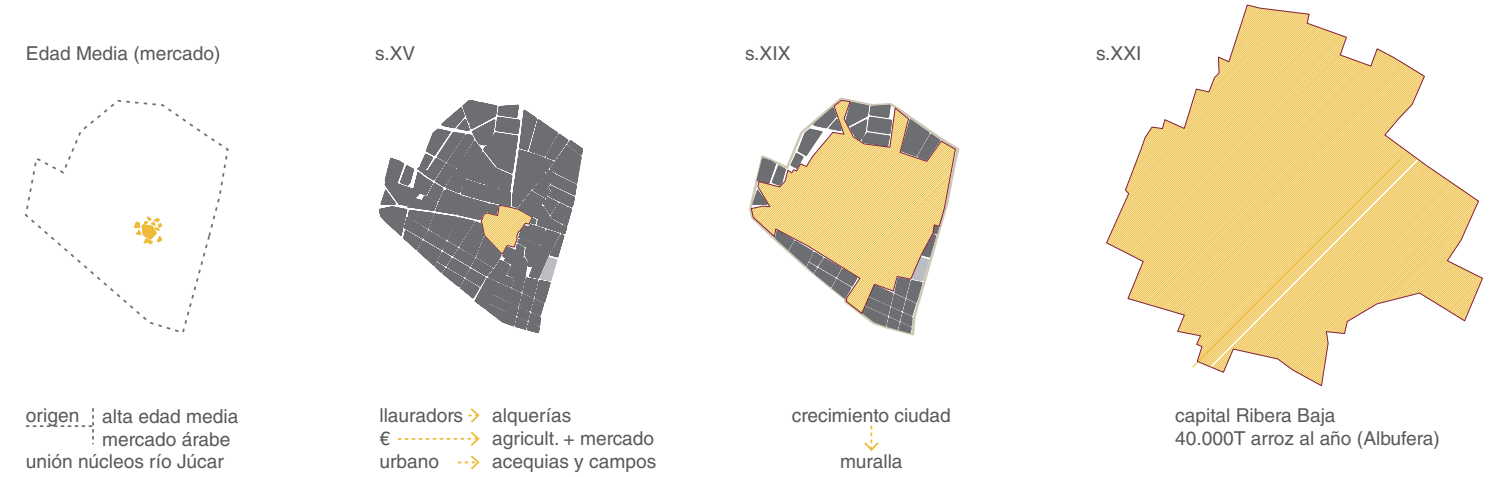 Edad Media (mercado)
s.XV
s.XIX
s.XXI
origen alta edad media
mercado árabe
unión núcleos río Júcar
llauradors alquerías
€ agricult. + mercado
urbano acequias y campos
crecimiento ciudad
muralla
capital Ribera Baja
40.000T arroz al año (Albufera)